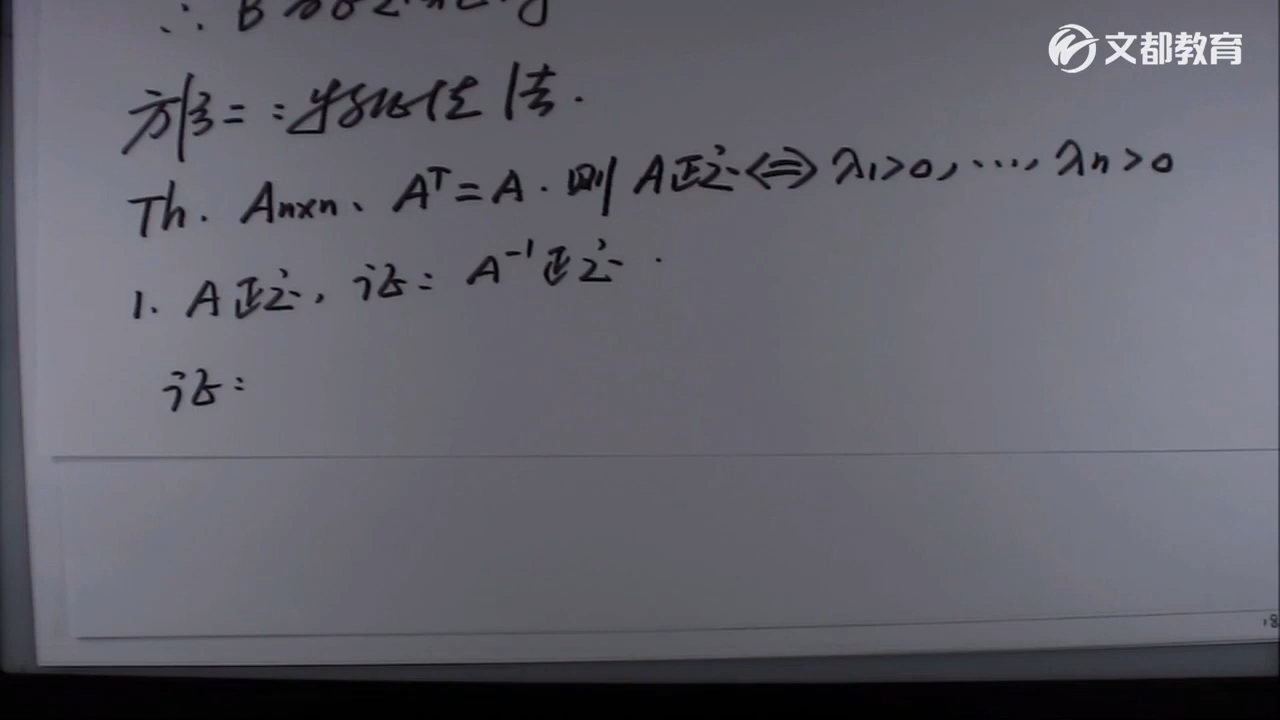 文都教育
∴ B
方法二:特征值法.
Th. Aₙₓₙ、Aᵀ=A. 则 A正定⇔λ₁>0,…,λₙ>0
1. A正定,证: A⁻¹正定.
证:
18